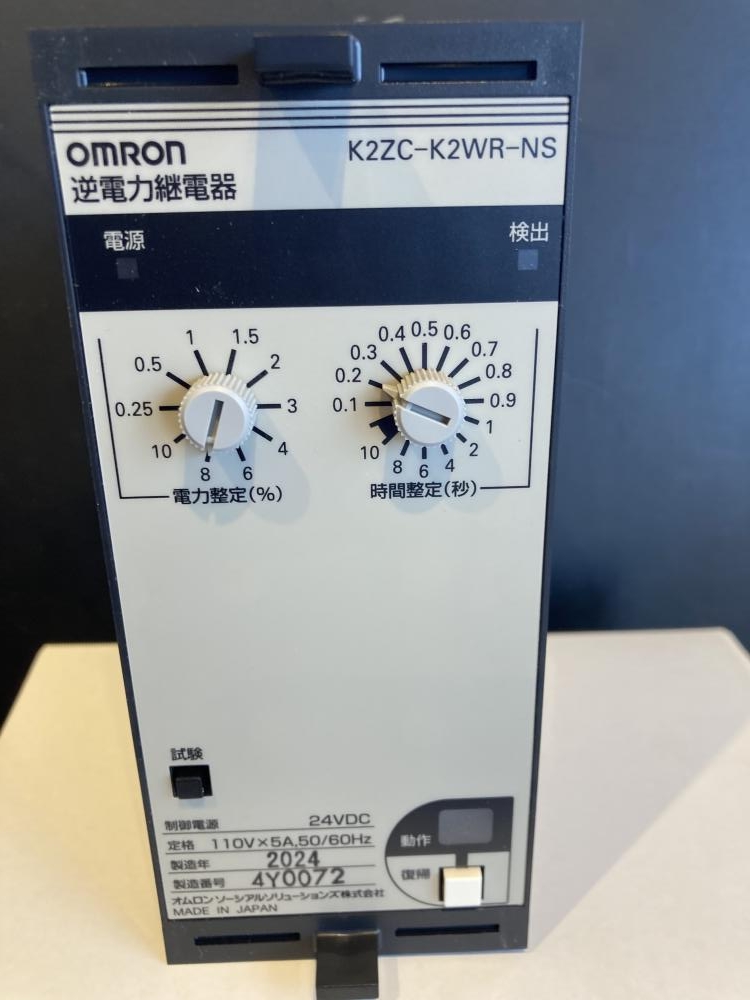 OMRON K2ZC-K2WR-NS
逆電力継電器
電源 検出
0.25 0.5 1 1.5 2 3 4 6 8 10
電力整定(%)
0.1 0.2 0.3 0.4 0.5 0.6 0.7 0.8 0.9 1 2 4 6 8 10
時間整定(秒)
試験
制御電源 24VDC
定格 110V×5A,50/60Hz
製造年 2024
製造番号 4Y0072
オムロン ソーシアルソリューションズ株式会社
MADE IN JAPAN
動作
復帰